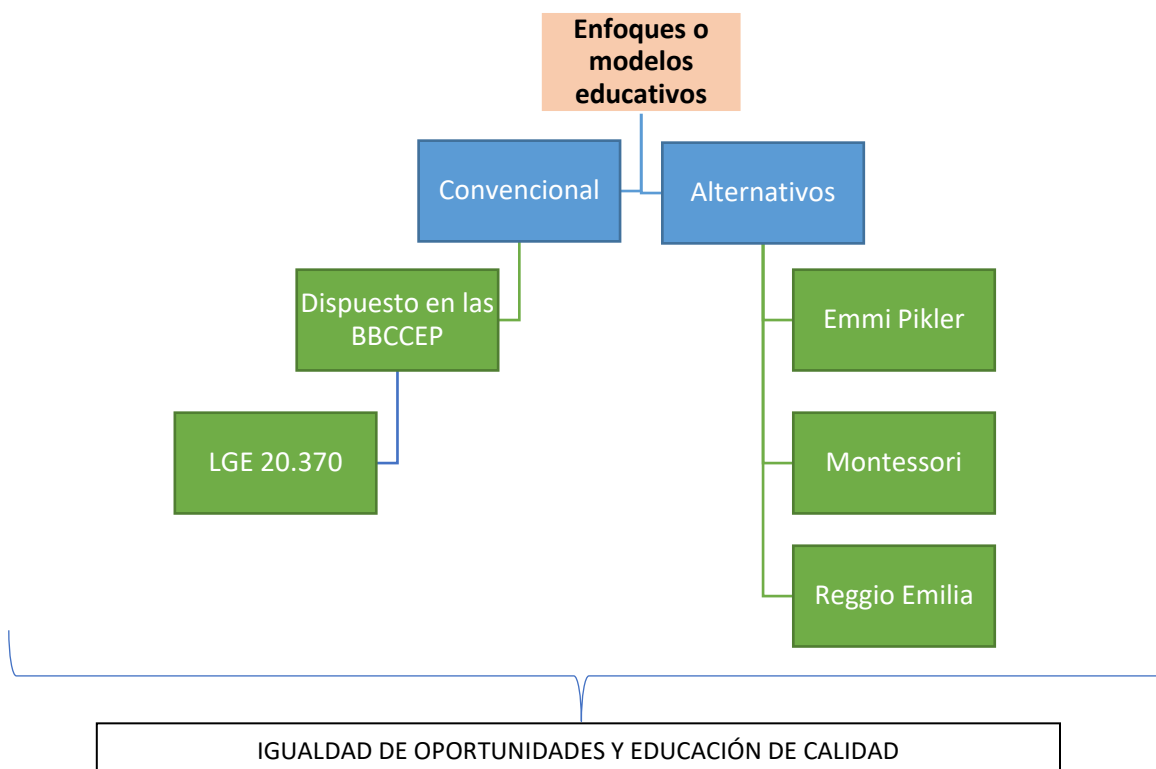 Enfoques o
modelos
educativos
Convencional
Alternativos
Dispuesto en las
BBCCEP
Emmi Pikler
LGE 20.370
Montessori
Reggio Emilia
IGUALDAD DE OPORTUNIDADES Y EDUCACIÓN DE CALIDAD